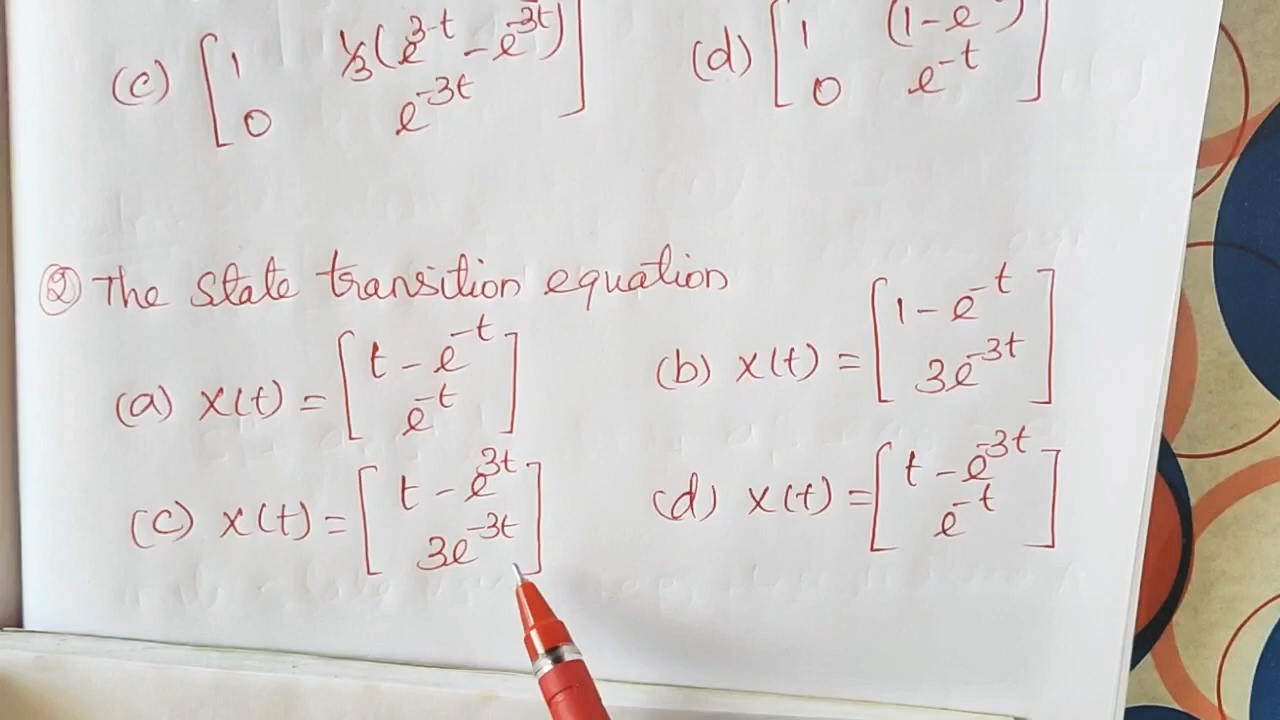 (c) [1 ⅓(e^{3-t} - e^{-3t})
0 e^{-3t}]
(d) [1 (1-e
0 e^{-t}]
② The state transition equation
(a) x(t) = [t - e^{-t}
e^{-t}]
(b) x(t) = [1 - e^{-t}
3e^{-3t}]
(c) x(t) = [t - e^{3t}
3e^{-3t}]
(d) x(t) = [t - e^{-3t}
e^{-t}]